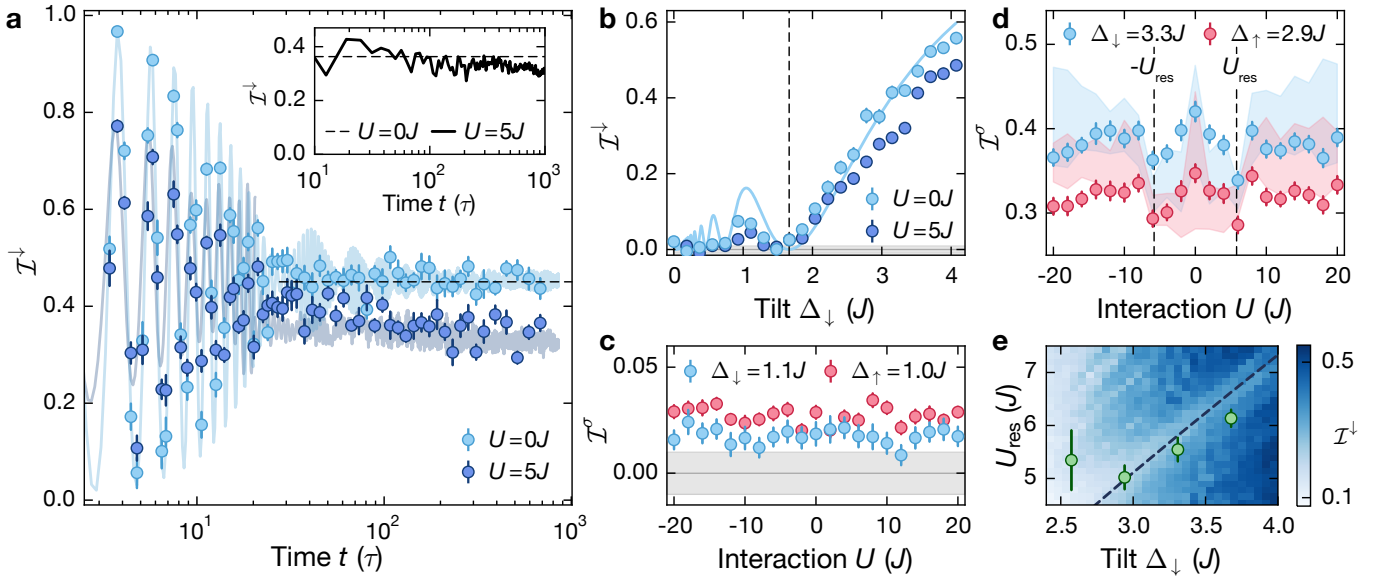 a
1.0
0.8
0.6
0.4
0.2
0.0
ℐ↓
10¹
10²
10³
Time t (τ)
U = 0J
U = 5J
0.4
0.2
0.0
ℐ↓
U = 0J
U = 5J
10¹
10²
10³
Time t (τ)
b
0.6
0.4
0.2
0.0
ℐ↓
U = 0J
U = 5J
0
1
2
3
4
Tilt Δ↓ (J)
c
0.05
0.00
ℐσ
Δ↓ = 1.1J
Δ↑ = 1.0J
-20
-10
0
10
20
Interaction U (J)
d
0.5
0.4
0.3
ℐσ
Δ↓ = 3.3J
Δ↑ = 2.9J
-Ures
Ures
-20
-10
0
10
20
Interaction U (J)
e
7
6
5
Ures (J)
2.5
3.0
3.5
4.0
Tilt Δ↓ (J)
0.5
0.1
ℐ↓